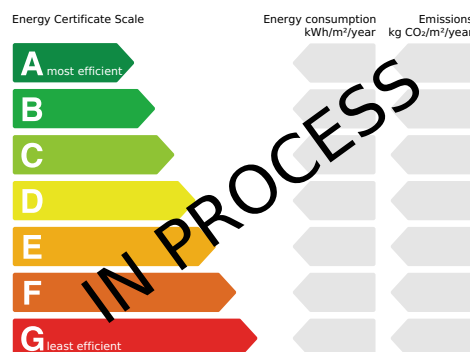 Energy Certificate Scale
Energy consumption
kWh/m²/year
Emissions
kg CO₂/m²/year
A most efficient
B
C
D
E
F
G least efficient
IN PROCESS